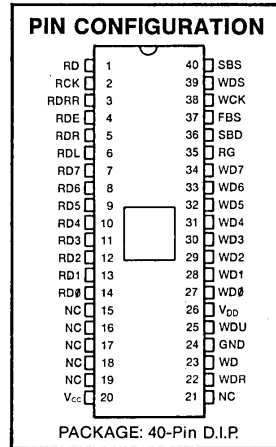 PIN CONFIGURATION
RD 1 40 SBS
RCK 2 39 WDS
RDRR 3 38 WCK
RDE 4 37 FBS
RDR 5 36 SBD
RDL 6 35 RG
RD7 7 34 WD7
RD6 8 33 WD6
RD5 9 32 WD5
RD4 10 31 WD4
RD3 11 30 WD3
RD2 12 29 WD2
RD1 13 28 WD1
RD0 14 27 WD0
NC 15 26 VDD
NC 16 25 WDU
NC 17 24 GND
NC 18 23 WD
NC 19 22 WDR
Vcc 20 21 NC
PACKAGE: 40-Pin D.I.P.